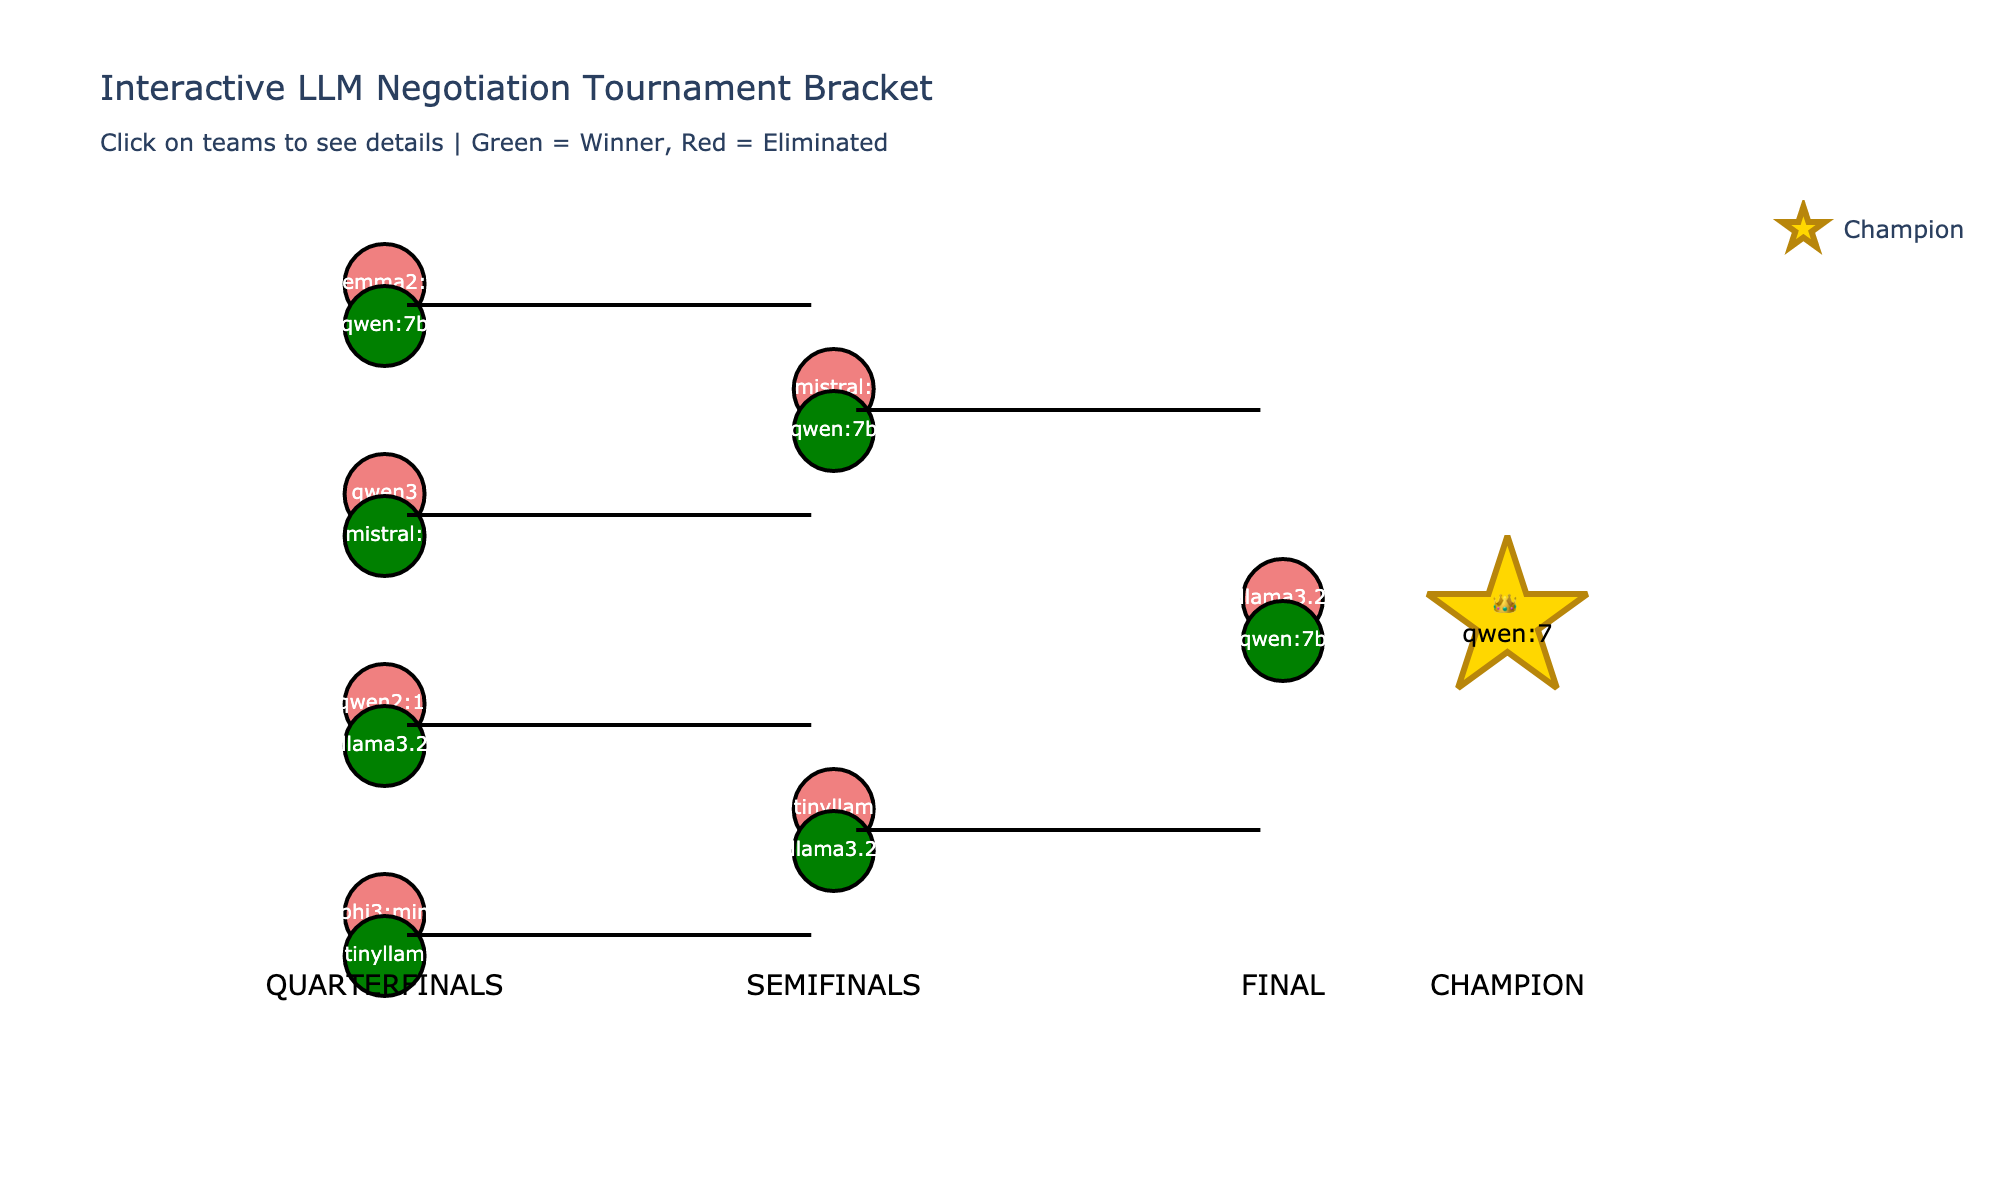 Interactive LLM Negotiation Tournament Bracket
Click on teams to see details | Green = Winner, Red = Eliminated
Champion
emma2:
qwen:7b
mistral:
qwen:7b
qwen3
mistral:
llama3.2
qwen:7b
👑
qwen:7
qwen2:1
llama3.2
tinyllam
llama3.2
phi3:min
tinyllam
QUARTERFINALS
SEMIFINALS
FINAL
CHAMPION